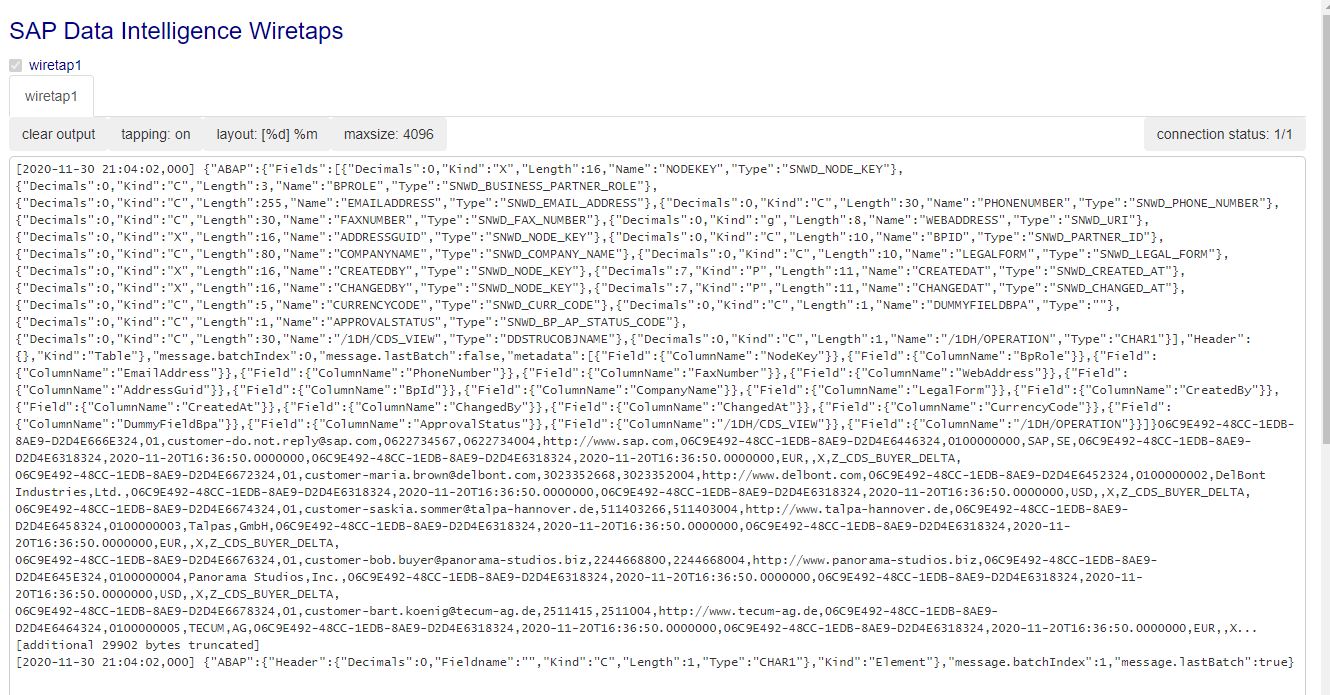 SAP Data Intelligence Wiretaps
wiretap1
wiretap1
clear output tapping: on layout: [%d] %m maxsize: 4096 connection status: 1/1
[2020-11-30 21:04:02,000] {"ABAP":{"Fields":[{"Decimals":0,"Kind":"X","Length":16,"Name":"NODEKEY","Type":"SNWD_NODE_KEY"},
{"Decimals":0,"Kind":"C","Length":3,"Name":"BPROLE","Type":"SNWD_BUSINESS_PARTNER_ROLE"},
{"Decimals":0,"Kind":"C","Length":255,"Name":"EMAILADDRESS","Type":"SNWD_EMAIL_ADDRESS"},{"Decimals":0,"Kind":"C","Length":30,"Name":"PHONENUMBER","Type":"SNWD_PHONE_NUMBER"},
{"Decimals":0,"Kind":"C","Length":30,"Name":"FAXNUMBER","Type":"SNWD_FAX_NUMBER"},{"Decimals":0,"Kind":"g","Length":8,"Name":"WEBADDRESS","Type":"SNWD_URI"},
{"Decimals":0,"Kind":"X","Length":16,"Name":"ADDRESSGUID","Type":"SNWD_NODE_KEY"},{"Decimals":0,"Kind":"C","Length":10,"Name":"BPID","Type":"SNWD_PARTNER_ID"},
{"Decimals":0,"Kind":"C","Length":80,"Name":"COMPANYNAME","Type":"SNWD_COMPANY_NAME"},{"Decimals":0,"Kind":"C","Length":10,"Name":"LEGALFORM","Type":"SNWD_LEGAL_FORM"},
{"Decimals":0,"Kind":"X","Length":16,"Name":"CREATEDBY","Type":"SNWD_NODE_KEY"},{"Decimals":7,"Kind":"P","Length":11,"Name":"CREATEDAT","Type":"SNWD_CREATED_AT"},
{"Decimals":0,"Kind":"X","Length":16,"Name":"CHANGEDBY","Type":"SNWD_NODE_KEY"},{"Decimals":7,"Kind":"P","Length":11,"Name":"CHANGEDAT","Type":"SNWD_CHANGED_AT"},
{"Decimals":0,"Kind":"C","Length":5,"Name":"CURRENCYCODE","Type":"SNWD_CURR_CODE"},{"Decimals":0,"Kind":"C","Length":1,"Name":"DUMMYFIELDBPA","Type":""},
{"Decimals":0,"Kind":"C","Length":1,"Name":"APPROVALSTATUS","Type":"SNWD_BP_AP_STATUS_CODE"},
{"Decimals":0,"Kind":"C","Length":30,"Name":"/1DH/CDS_VIEW","Type":"DDSTRUCOBJNAME"},{"Decimals":0,"Kind":"C","Length":1,"Name":"/1DH/OPERATION","Type":"CHAR1"}],"Header":
{},"Kind":"Table"},"message.batchIndex":0,"message.lastBatch":false,"metadata":[{"Field":{"ColumnName":"NodeKey"}},{"Field":{"ColumnName":"BpRole"}},{"Field":
{"ColumnName":"EmailAddress"}},{"Field":{"ColumnName":"PhoneNumber"}},{"Field":{"ColumnName":"FaxNumber"}},{"Field":{"ColumnName":"WebAddress"}},{"Field":
{"ColumnName":"AddressGuid"}},{"Field":{"ColumnName":"BpId"}},{"Field":{"ColumnName":"CompanyName"}},{"Field":{"ColumnName":"LegalForm"}},{"Field":{"ColumnName":"CreatedBy"}},
{"Field":{"ColumnName":"CreatedAt"}},{"Field":{"ColumnName":"ChangedBy"}},{"Field":{"ColumnName":"ChangedAt"}},{"Field":{"ColumnName":"CurrencyCode"}},{"Field":
{"ColumnName":"DummyFieldBpa"}},{"Field":{"ColumnName":"ApprovalStatus"}},{"Field":{"ColumnName":"/1DH/CDS_VIEW"}},{"Field":{"ColumnName":"/1DH/OPERATION"}}]}06C9E492-48CC-1EDB-
8AE9-D2D4E666E324,01,customer-do.not.reply@sap.com,0622734567,0622734004,http://www.sap.com,06C9E492-48CC-1EDB-8AE9-D2D4E6446324,0100000000,SAP,SE,06C9E492-48CC-1EDB-8AE9-
D2D4E6318324,2020-11-20T16:36:50.0000000,06C9E492-48CC-1EDB-8AE9-D2D4E6318324,2020-11-20T16:36:50.0000000,EUR,,X,Z_CDS_BUYER_DELTA,
06C9E492-48CC-1EDB-8AE9-D2D4E6672324,01,customer-maria.brown@delbont.com,3023352668,3023352004,http://www.delbont.com,06C9E492-48CC-1EDB-8AE9-D2D4E6452324,0100000002,DelBont
Industries,Ltd.,06C9E492-48CC-1EDB-8AE9-D2D4E6318324,2020-11-20T16:36:50.0000000,06C9E492-48CC-1EDB-8AE9-D2D4E6318324,2020-11-20T16:36:50.0000000,USD,,X,Z_CDS_BUYER_DELTA,
06C9E492-48CC-1EDB-8AE9-D2D4E6674324,01,customer-saskia.sommer@talpa-hannover.de,511403266,511403004,http://www.talpa-hannover.de,06C9E492-48CC-1EDB-8AE9-
D2D4E6458324,0100000003,Talpas,GmbH,06C9E492-48CC-1EDB-8AE9-D2D4E6318324,2020-11-20T16:36:50.0000000,06C9E492-48CC-1EDB-8AE9-D2D4E6318324,2020-11-
20T16:36:50.0000000,EUR,,X,Z_CDS_BUYER_DELTA,
06C9E492-48CC-1EDB-8AE9-D2D4E6676324,01,customer-bob.buyer@panorama-studios.biz,2244668800,2244668004,http://www.panorama-studios.biz,06C9E492-48CC-1EDB-8AE9-
D2D4E645E324,0100000004,Panorama Studios,Inc.,06C9E492-48CC-1EDB-8AE9-D2D4E6318324,2020-11-20T16:36:50.0000000,06C9E492-48CC-1EDB-8AE9-D2D4E6318324,2020-11-
20T16:36:50.0000000,USD,,X,Z_CDS_BUYER_DELTA,
06C9E492-48CC-1EDB-8AE9-D2D4E6678324,01,customer-bart.koenig@tecum-ag.de,2511415,2511004,http://www.tecum-ag.de,06C9E492-48CC-1EDB-8AE9-
D2D4E6464324,0100000005,TECUM,AG,06C9E492-48CC-1EDB-8AE9-D2D4E6318324,2020-11-20T16:36:50.0000000,06C9E492-48CC-1EDB-8AE9-D2D4E6318324,2020-11-20T16:36:50.0000000,EUR,,X...
[additional 29902 bytes truncated]
[2020-11-30 21:04:02,000] {"ABAP":{"Header":{"Decimals":0,"Fieldname":"","Kind":"C","Length":1,"Type":"CHAR1"},"Kind":"Element"},"message.batchIndex":1,"message.lastBatch":true}